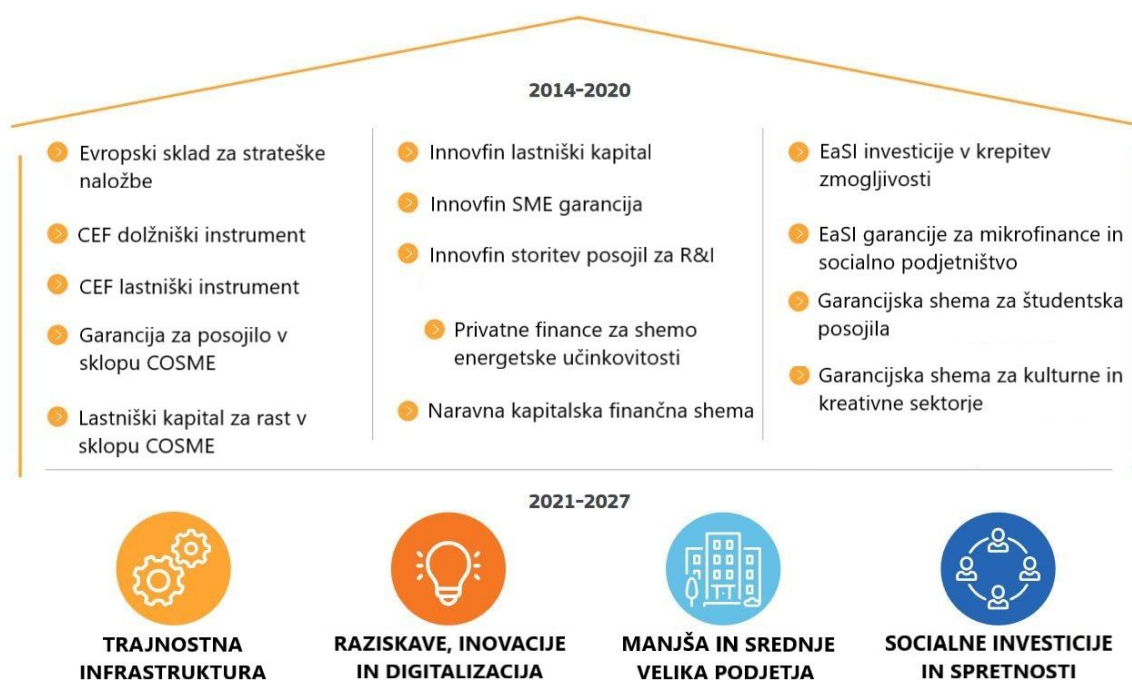 2014-2020
Evropski sklad za strateške
naložbe
CEF dolžniški instrument
CEF lastniški instrument
Garancija za posojilo v
sklopu COSME
Lastniški kapital za rast v
sklopu COSME
Innovfin lastniški kapital
Innovfin SME garancija
Innovfin storitev posojil za R&I
Privatne finance za shemo
energetske učinkovitosti
Naravna kapitalska finančna shema
EaSI investicije v krepitev
zmogljivosti
EaSI garancije za mikrofinance in
socialno podjetništvo
Garancijska shema za študentska
posojila
Garancijska shema za kulturne in
kreativne sektorje
2021-2027
TRAJNOSTNA
INFRASTRUKTURA
RAZISKAVE, INOVACIJE
IN DIGITALIZACIJA
MANJŠA IN SREDNJE
VELIKA PODJETJA
SOCIALNE INVESTICIJE
IN SPRETNOSTI